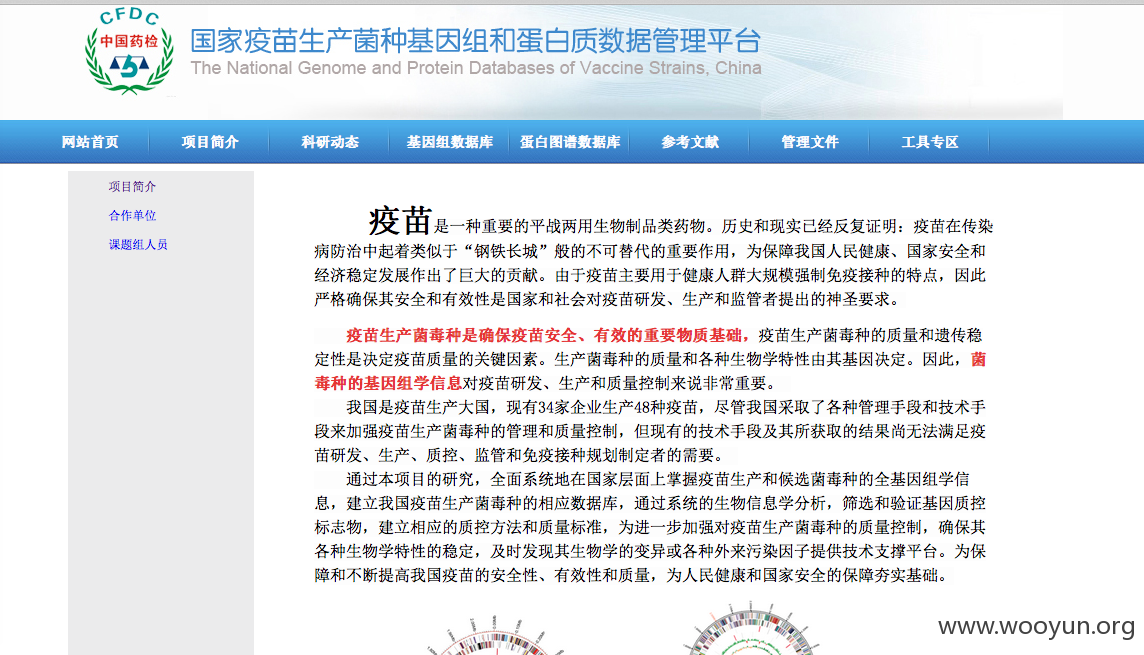 CFDC
中国药检
国家疫苗生产菌种基因组和蛋白质数据管理平台
The National Genome and Protein Databases of Vaccine Strains, China
网站首页 项目简介 科研动态 基因组数据库 蛋白图谱数据库 参考文献 管理文件 工具专区
项目简介
合作单位
课题组人员
疫苗是一种重要的平战两用生物制品类药物。历史和现实已经反复证明：疫苗在传染
病防治中起着类似于“钢铁长城”般的不可替代的重要作用，为保障我国人民健康、国家安全和
经济稳定发展作出了巨大的贡献。由于疫苗主要用于健康人群大规模强制免疫接种的特点，因此
严格确保其安全和有效性是国家和社会对疫苗研发、生产和监管者提出的神圣要求。
疫苗生产菌毒种是确保疫苗安全、有效的重要物质基础，疫苗生产菌毒种的质量和遗传稳
定性是决定疫苗质量的关键因素。生产菌毒种的质量和各种生物学特性由其基因决定。因此，菌
毒种的基因组学信息对疫苗研发、生产和质量控制来说非常重要。
我国是疫苗生产大国，现有34家企业生产48种疫苗，尽管我国采取了各种管理手段和技术手
段来加强疫苗生产菌毒种的管理和质量控制，但现有的技术手段及其所获取的结果尚无法满足疫
苗研发、生产、质控、监管和免疫接种规划制定者的需要。
通过本项目的研究，全面系统地在国家层面上掌握疫苗生产和候选菌毒种的全基因组学信
息，建立我国疫苗生产菌毒种的相应数据库，通过系统的生物信息学分析，筛选和验证基因质控
标志物，建立相应的质控方法和质量标准，为进一步加强对疫苗生产菌毒种的质量控制，确保其
各种生物学特性的稳定，及时发现其生物学的变异或各种外来污染因子提供技术支撑平台。为保
障和不断提高我国疫苗的安全性、有效性和质量，为人民健康和国家安全的保障夯实基础。
www.wooyun.org